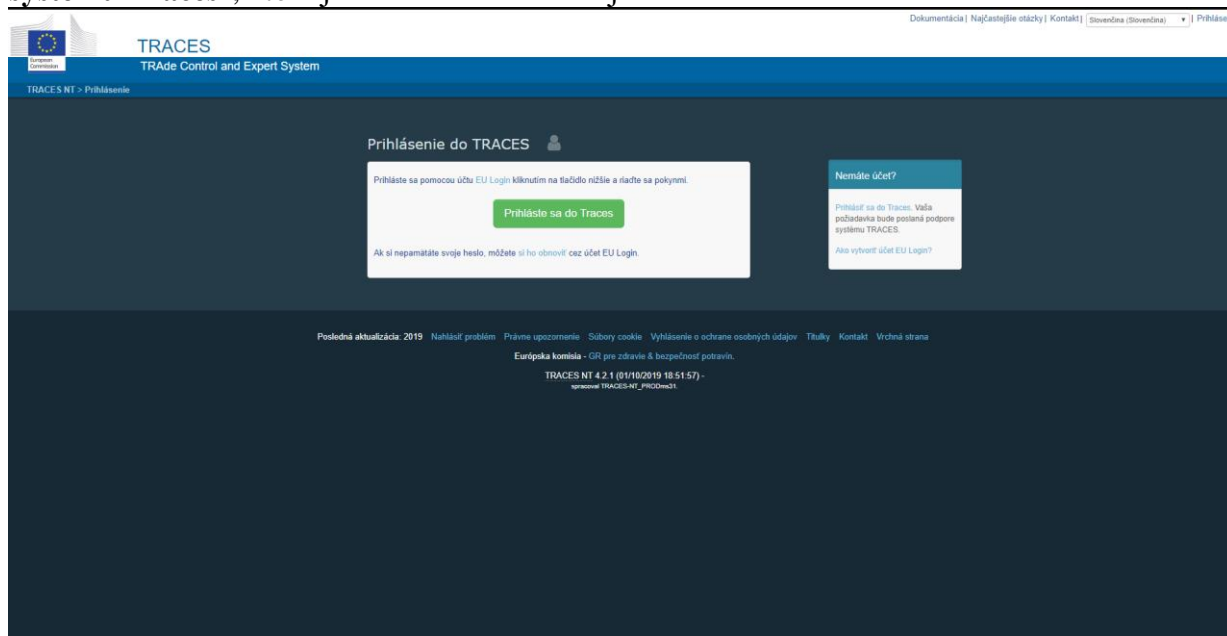 Dokumentácia | Najčastejšie otázky | Kontakt | Slovenčina (Slovenčina) | Prihláse
European
Commission
TRACES
TRAde Control and Expert System
TRACES NT > Prihlásenie
Prihlásenie do TRACES
Prihláste sa pomocou účtu EU Login kliknutím na tlačidlo nižšie a riaďte sa pokynmi.
Prihláste sa do Traces
Ak si nepamätáte svoje heslo, môžete si ho obnoviť cez účet EU Login.
Nemáte účet?
Prihlásiť sa do Traces. Vaša
požiadavka bude poslaná podpore
systému TRACES.
Ako vytvoriť účet EU Login?
Posledná aktualizácia: 2019 Nahlásiť problém Právne upozornenie Súbory cookie Vyhlásenie o ochrane osobných údajov Titulky Kontakt Vrchná strana
Európska komisia - GR pre zdravie & bezpečnosť potravín.
TRACES NT 4.2.1 (01/10/2019 18:51:57) -
spracoval TRACES-NT_PRODms31.